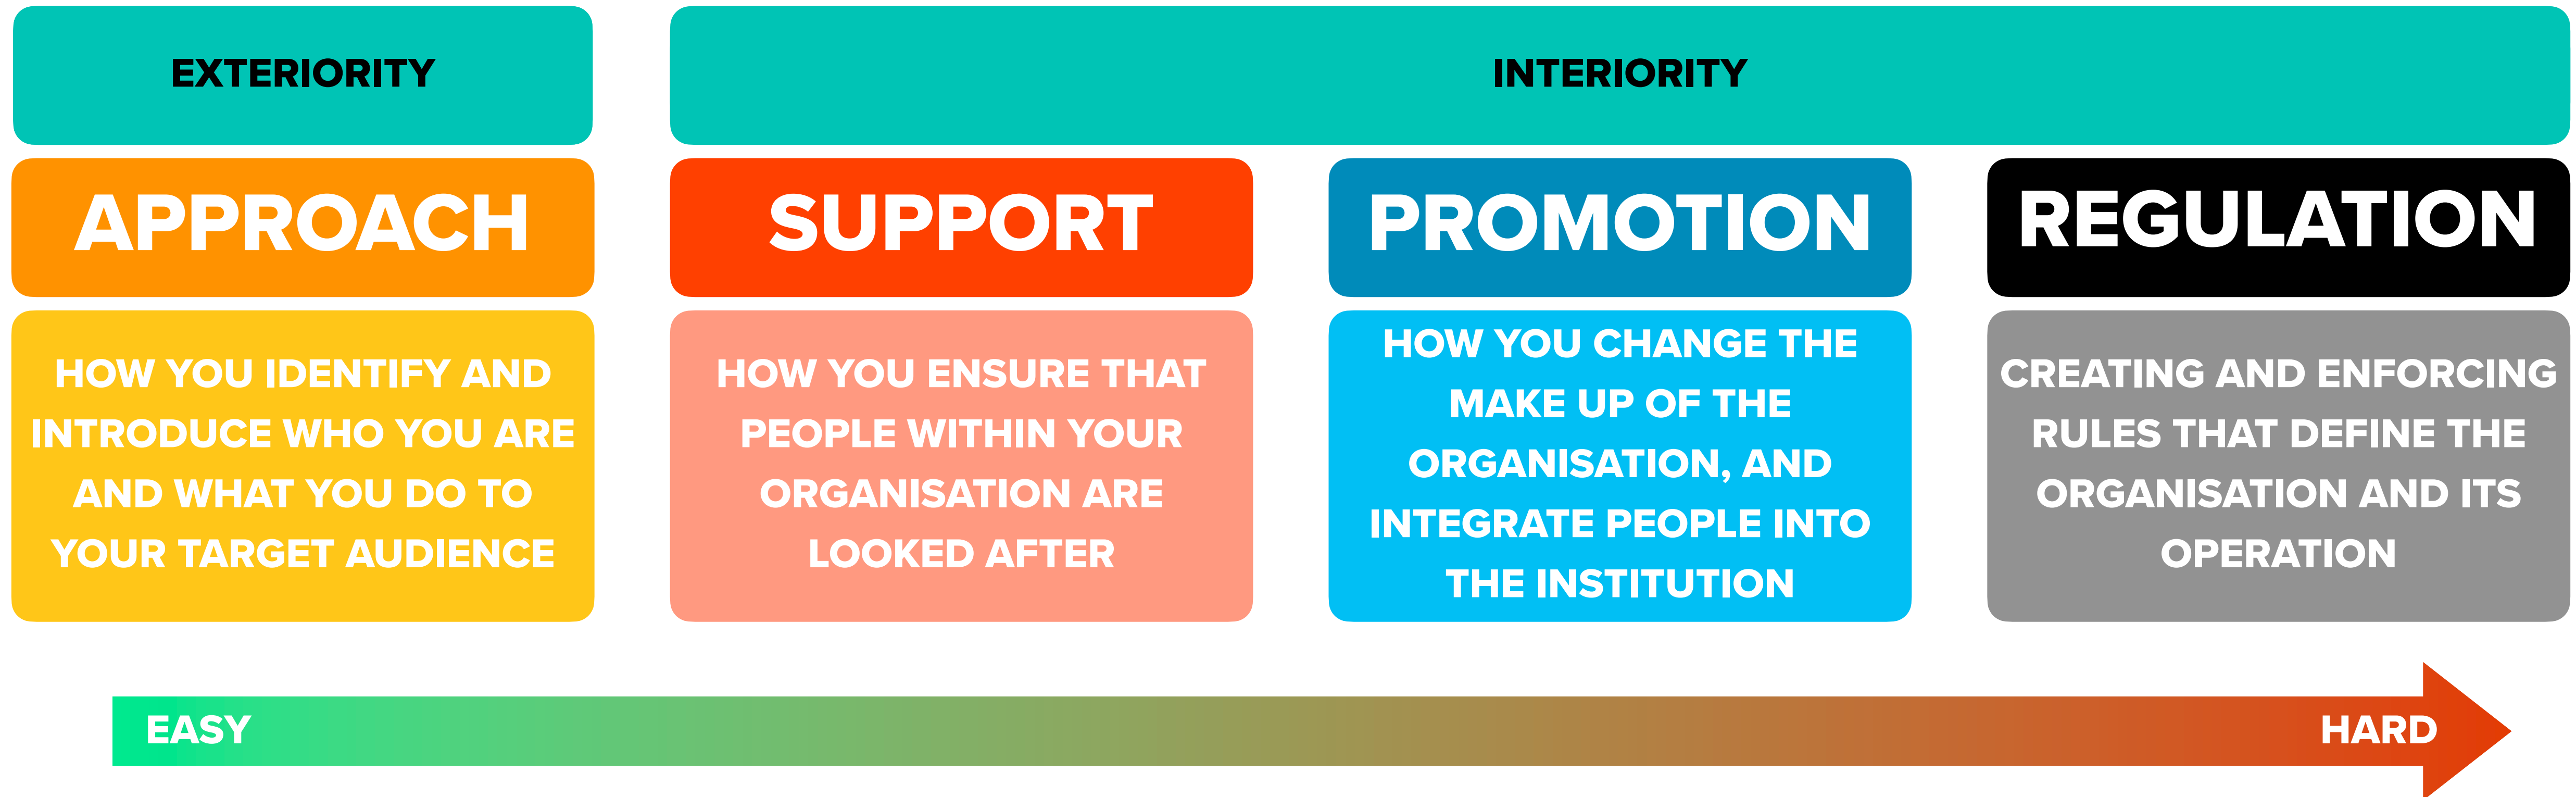 EXTERIORITY
INTERIORITY
APPROACH
SUPPORT
PROMOTION
REGULATION
HOW YOU IDENTIFY AND
INTRODUCE WHO YOU ARE
AND WHAT YOU DO TO
YOUR TARGET AUDIENCE
HOW YOU ENSURE THAT
PEOPLE WITHIN YOUR
ORGANISATION ARE
LOOKED AFTER
HOW YOU CHANGE THE
MAKE UP OF THE
ORGANISATION, AND
INTEGRATE PEOPLE INTO
THE INSTITUTION
CREATING AND ENFORCING
RULES THAT DEFINE THE
ORGANISATION AND ITS
OPERATION
EASY
HARD